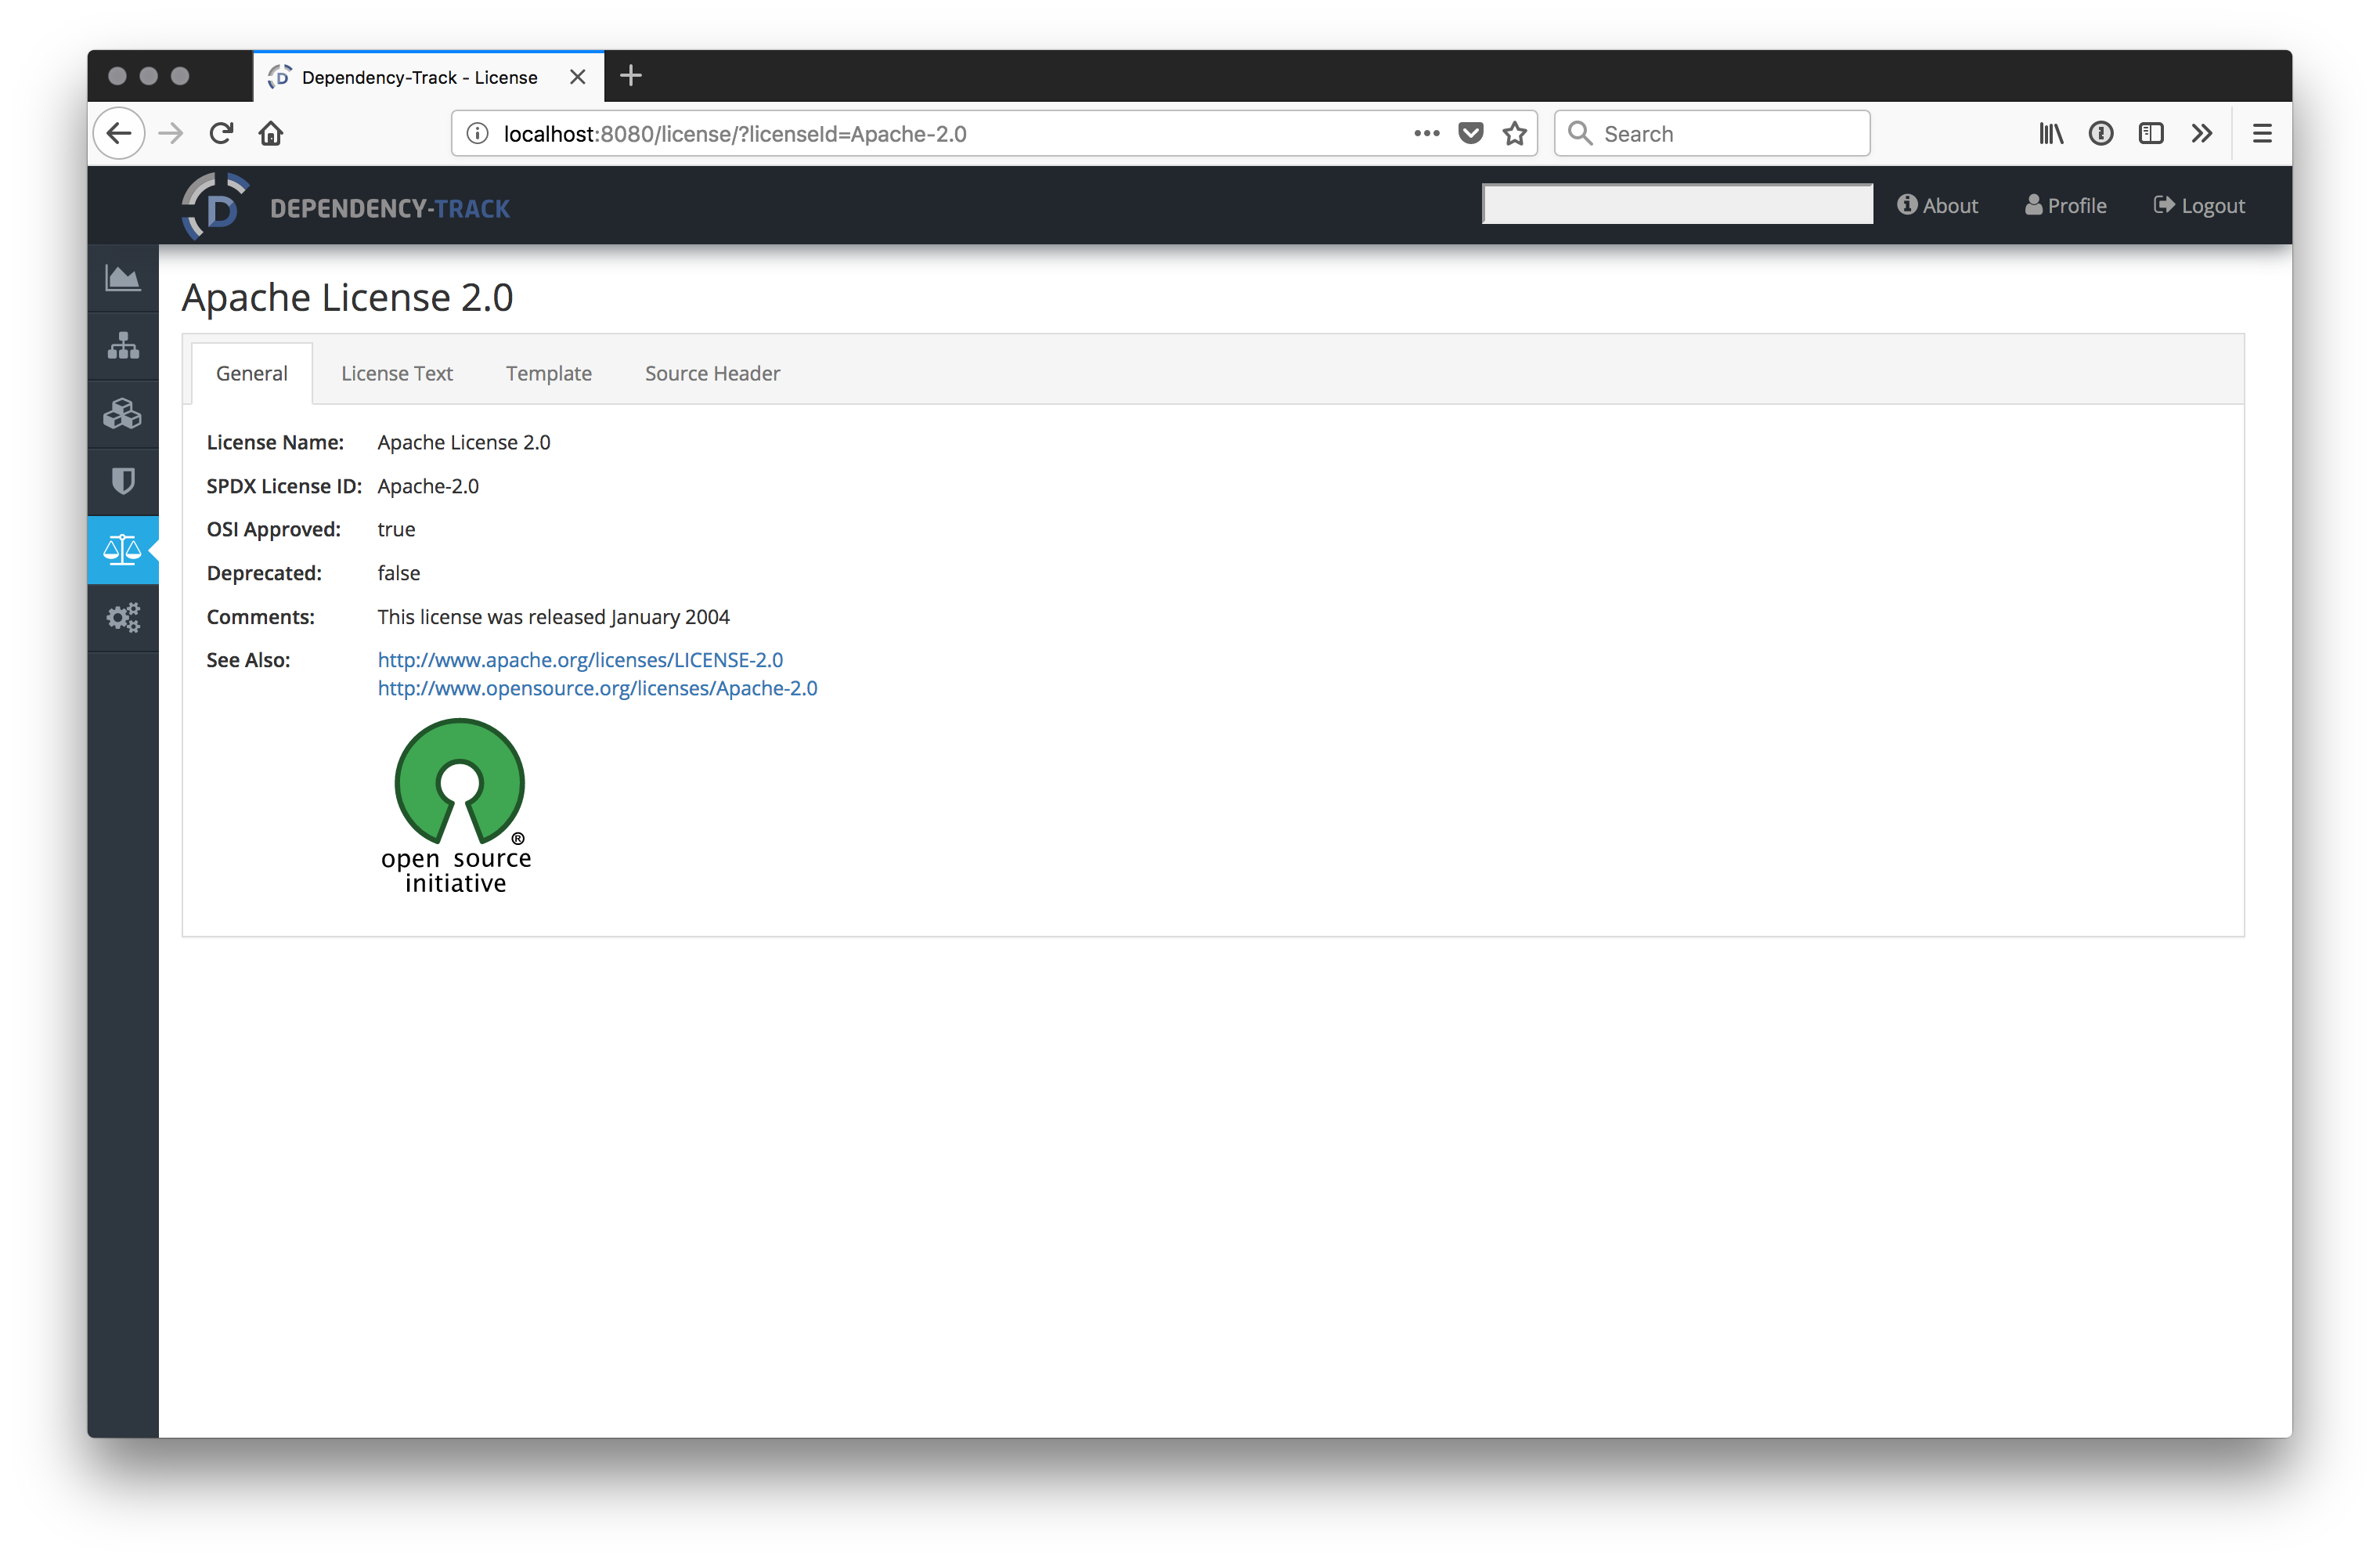 Dependency-Track - License
localhost:8080/license/?licenseId=Apache-2.0
Search
DEPENDENCY-TRACK
About
Profile
Logout
Apache License 2.0
General
License Text
Template
Source Header
License Name: Apache License 2.0
SPDX License ID: Apache-2.0
OSI Approved: true
Deprecated: false
Comments: This license was released January 2004
See Also: http://www.apache.org/licenses/LICENSE-2.0
http://www.opensource.org/licenses/Apache-2.0
®
open source
initiative